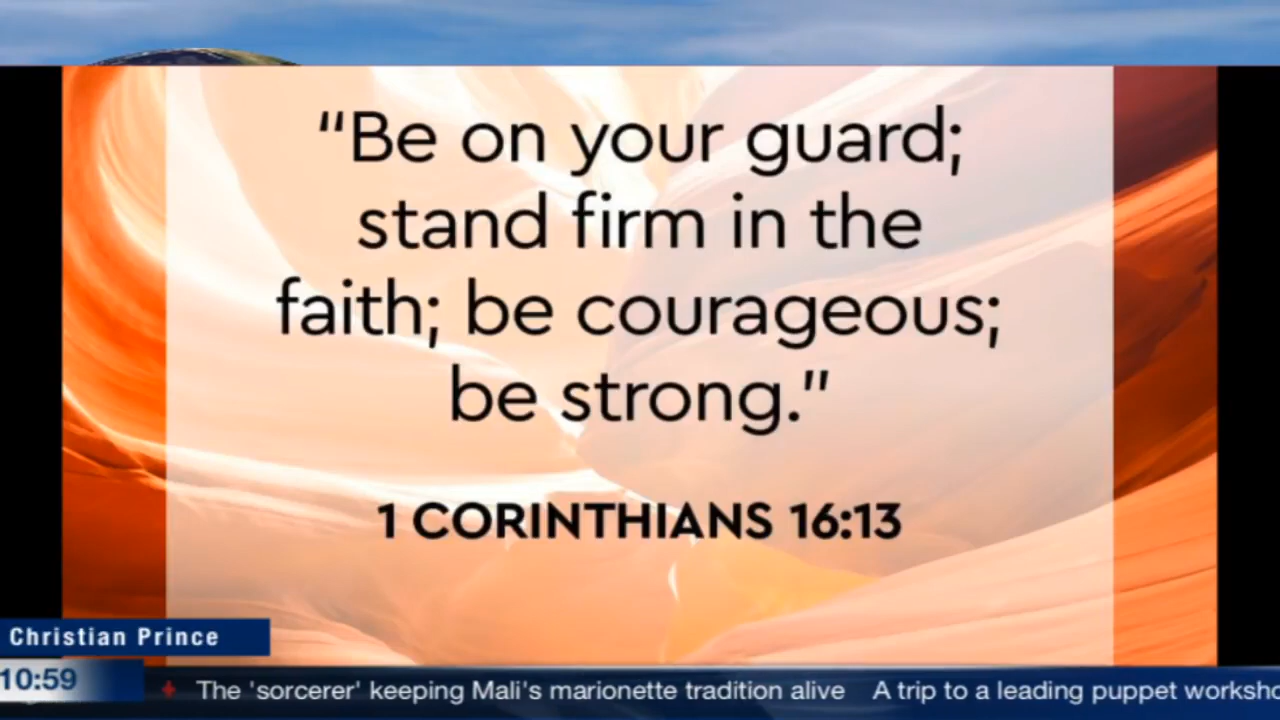 “Be on your guard;
stand firm in the
faith; be courageous;
be strong.”
1 CORINTHIANS 16:13
Christian Prince
10:59
The 'sorcerer' keeping Mali's marionette tradition alive A trip to a leading puppet